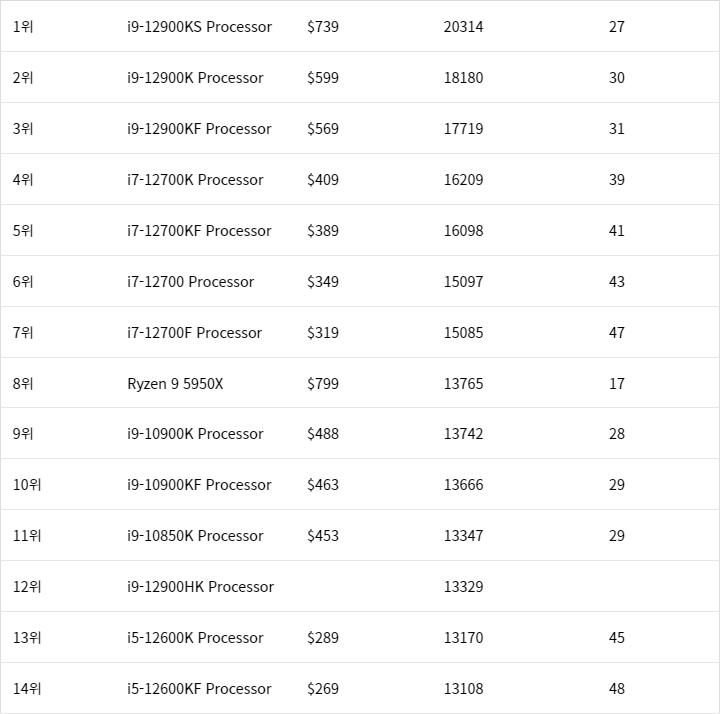 1위 i9-12900KS Processor $739 20314 27
2위 i9-12900K Processor $599 18180 30
3위 i9-12900KF Processor $569 17719 31
4위 i7-12700K Processor $409 16209 39
5위 i7-12700KF Processor $389 16098 41
6위 i7-12700 Processor $349 15097 43
7위 i7-12700F Processor $319 15085 47
8위 Ryzen 9 5950X $799 13765 17
9위 i9-10900K Processor $488 13742 28
10위 i9-10900KF Processor $463 13666 29
11위 i9-10850K Processor $453 13347 29
12위 i9-12900HK Processor 13329
13위 i5-12600K Processor $289 13170 45
14위 i5-12600KF Processor $269 13108 48